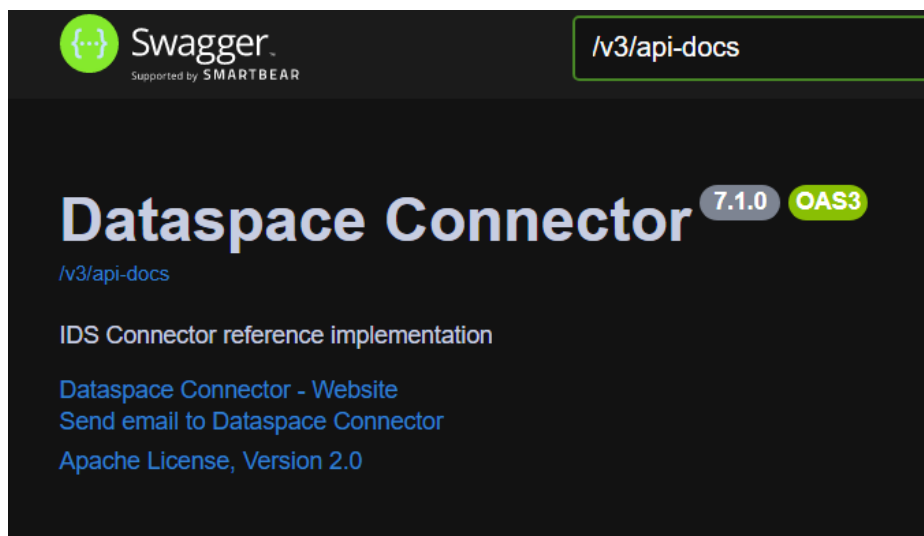 {···} Swagger™
Supported by SMARTBEAR
/v3/api-docs
Dataspace Connector 7.1.0 OAS3
/v3/api-docs
IDS Connector reference implementation
Dataspace Connector - Website
Send email to Dataspace Connector
Apache License, Version 2.0